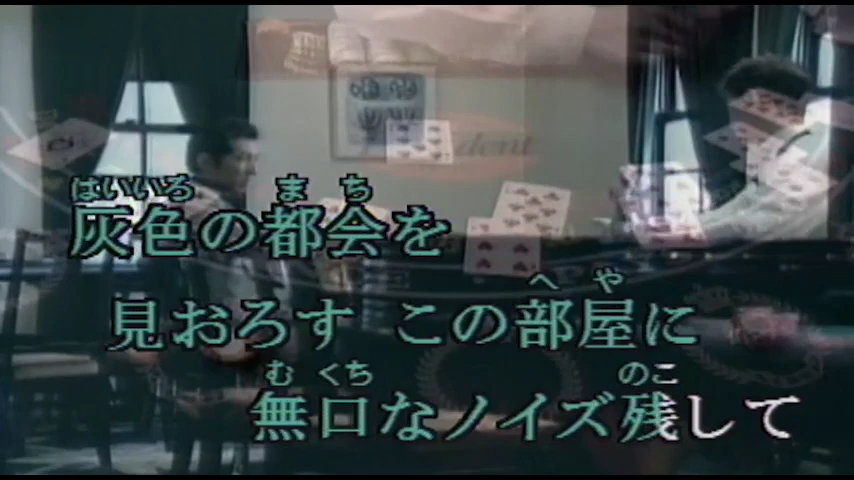 dent
はいいろ ま ち
灰色の都会を
へ や
見おろす この部屋に
む くち のこ
無口なノイズ残して